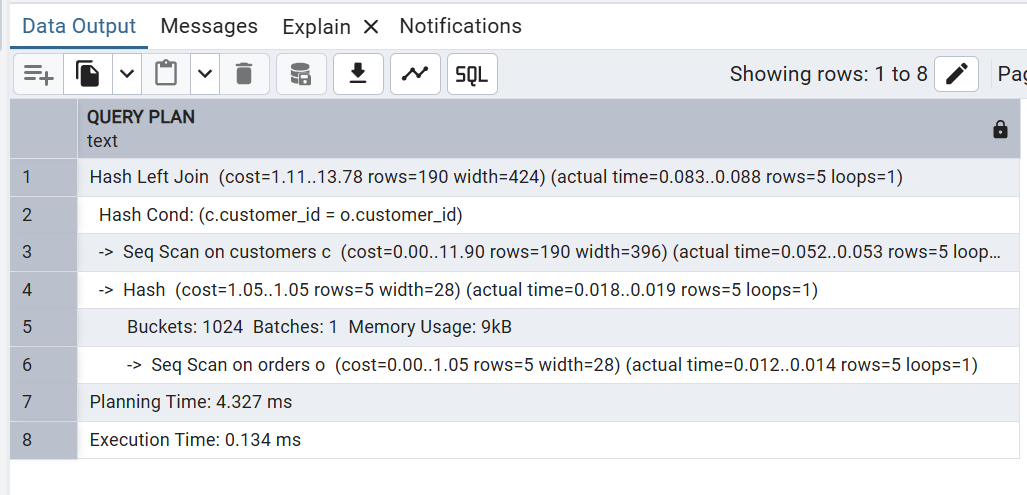 Data Output Messages Explain × Notifications
SQL Showing rows: 1 to 8
QUERY PLAN
text
1 Hash Left Join (cost=1.11..13.78 rows=190 width=424) (actual time=0.083..0.088 rows=5 loops=1)
2 Hash Cond: (c.customer_id = o.customer_id)
3 -> Seq Scan on customers c (cost=0.00..11.90 rows=190 width=396) (actual time=0.052..0.053 rows=5 loop...
4 -> Hash (cost=1.05..1.05 rows=5 width=28) (actual time=0.018..0.019 rows=5 loops=1)
5 Buckets: 1024 Batches: 1 Memory Usage: 9kB
6 -> Seq Scan on orders o (cost=0.00..1.05 rows=5 width=28) (actual time=0.012..0.014 rows=5 loops=1)
7 Planning Time: 4.327 ms
8 Execution Time: 0.134 ms